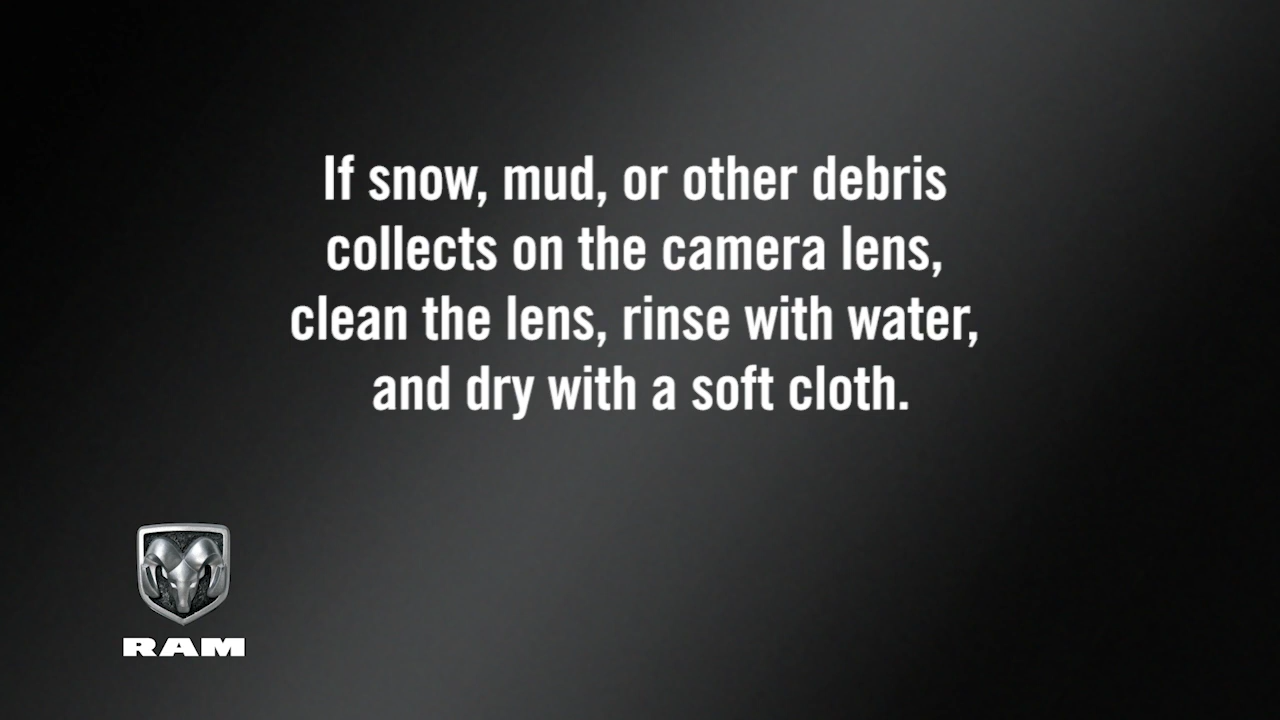 If snow, mud, or other debris
collects on the camera lens,
clean the lens, rinse with water,
and dry with a soft cloth.
RAM